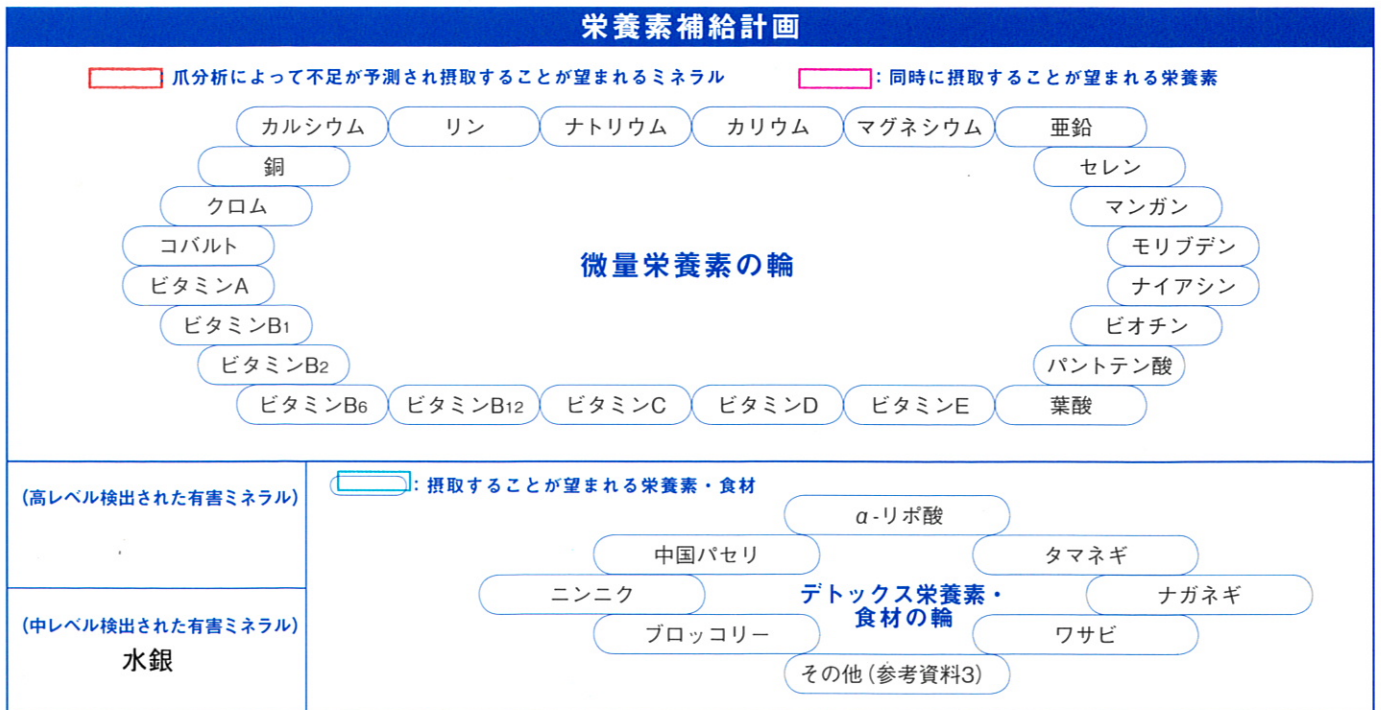 栄養素補給計画
:爪分析によって不足が予測され摂取することが望まれるミネラル
:同時に摂取することが望まれる栄養素
カルシウム
リン
ナトリウム
カリウム
マグネシウム
亜鉛
銅
セレン
クロム
マンガン
コバルト
モリブデン
微量栄養素の輪
ビタミンA
ナイアシン
ビタミンB1
ビオチン
ビタミンB2
パントテン酸
ビタミンB6
ビタミンB12
ビタミンC
ビタミンD
ビタミンE
葉酸
(高レベル検出された有害ミネラル)
(中レベル検出された有害ミネラル)
水銀
:摂取することが望まれる栄養素・食材
α-リポ酸
中国パセリ
タマネギ
ニンニク
デトックス栄養素・
食材の輪
ナガネギ
ブロッコリー
ワサビ
その他(参考資料3)